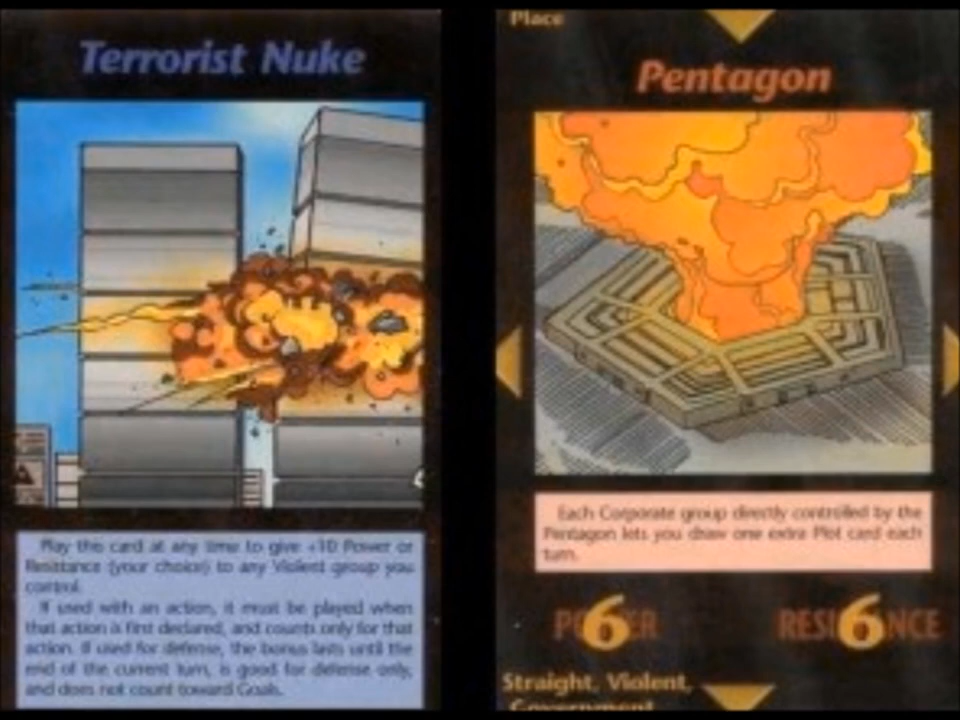 Terrorist Nuke
Play this card at any time to give +10 Power or
Resistance (your choice) to any Violent group you
control.
If used with an action, it must be played when
that action is first declared, and counts only for that
action. If used for defense, the bonus lasts until the
end of the current turn, is good for defense only,
and does not count toward Goals.
Place
Pentagon
Each Corporate group directly controlled by the
Pentagon lets you draw one extra Plot card each
turn.
POWER 6
RESISTANCE 6
Straight, Violent,
Government